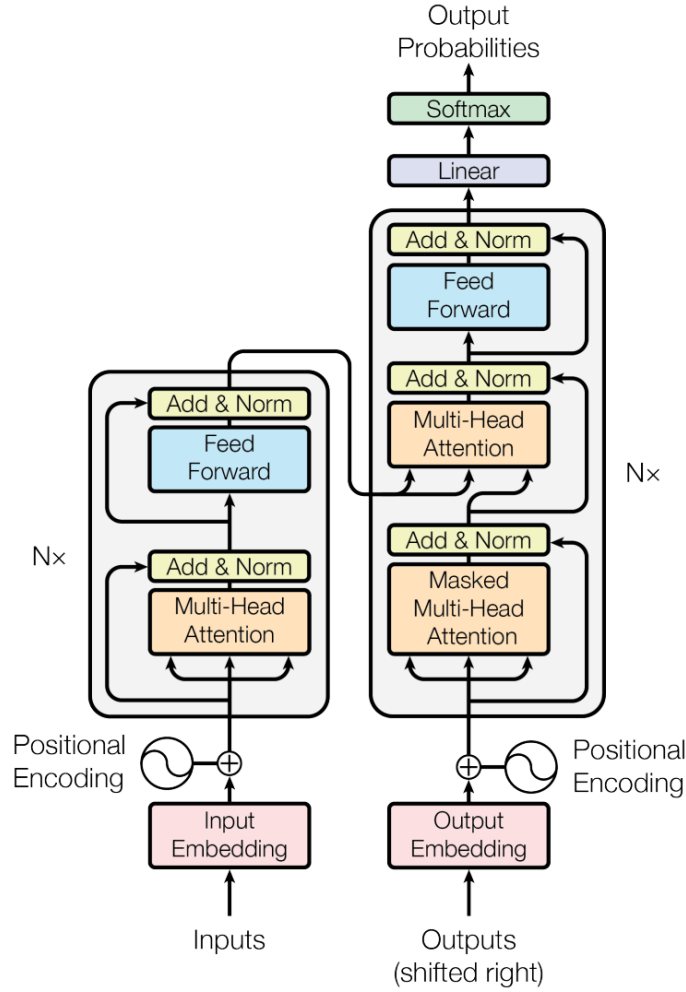 Output
Probabilities
Softmax
Linear
Add & Norm
Feed
Forward
Add & Norm
Multi-Head
Attention
Add & Norm
Masked
Multi-Head
Attention
N×
Add & Norm
Feed
Forward
Add & Norm
Multi-Head
Attention
N×
Positional
Encoding
Positional
Encoding
Input
Embedding
Output
Embedding
Inputs
Outputs
(shifted right)